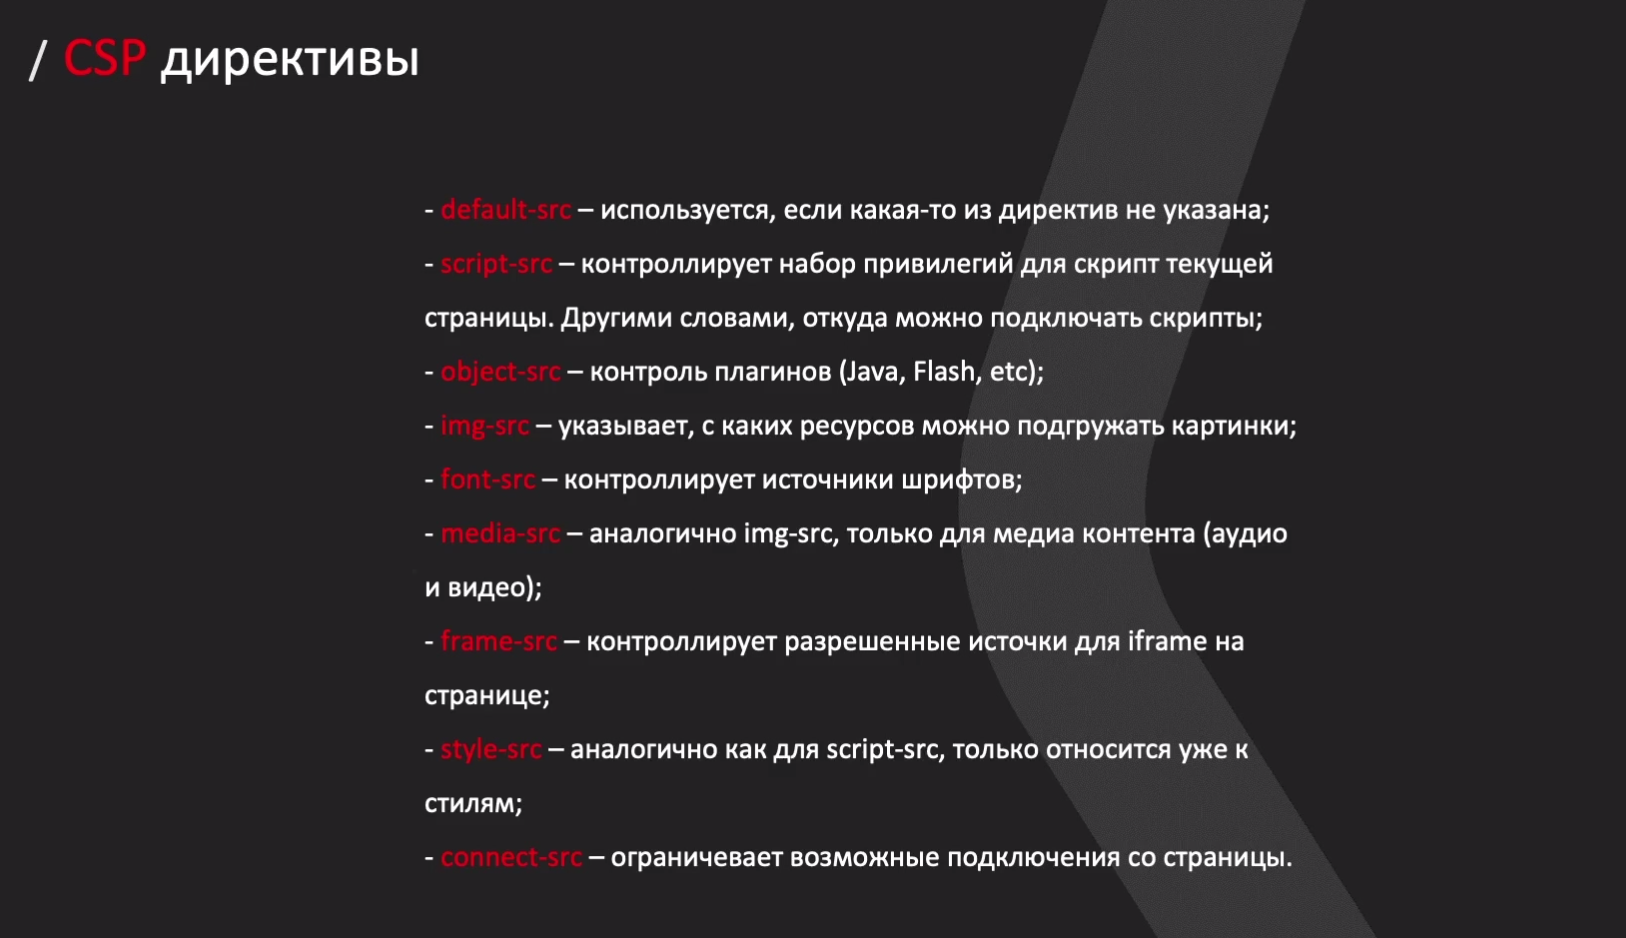 / CSP директивы
- default-src – используется, если какая-то из директив не указана;
- script-src – контроллирует набор привилегий для скрипт текущей
страницы. Другими словами, откуда можно подключать скрипты;
- object-src – контроль плагинов (Java, Flash, etc);
- img-src – указывает, с каких ресурсов можно подгружать картинки;
- font-src – контроллирует источники шрифтов;
- media-src – аналогично img-src, только для медиа контента (аудио
и видео);
- frame-src – контроллирует разрешенные источки для iframe на
странице;
- style-src – аналогично как для script-src, только относится уже к
стилям;
- connect-src – ограничевает возможные подключения со страницы.